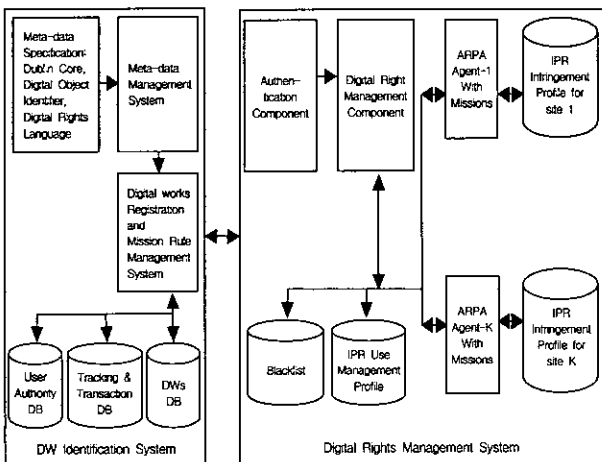 Meta-data
Specification:
Dublin Core,
Digital Object
Identifier,
Digital Rights
Language
Meta-data
Management
System
Digital works
Registration
and
Mission Rule
Management
System
User
Authority
DB
Tracking &
Transaction
DB
DWs
DB
DW Identification System
Authen-
tication
Component
Digital Right
Management
Component
ARPA
Agent-1
With
Missions
IPR
Infringement
Profile for
site 1
Blacklist
IPR Use
Management
Profile
ARPA
Agent-K
With
Missions
IPR
Infringement
Profile for
site K
Digital Rights Management System